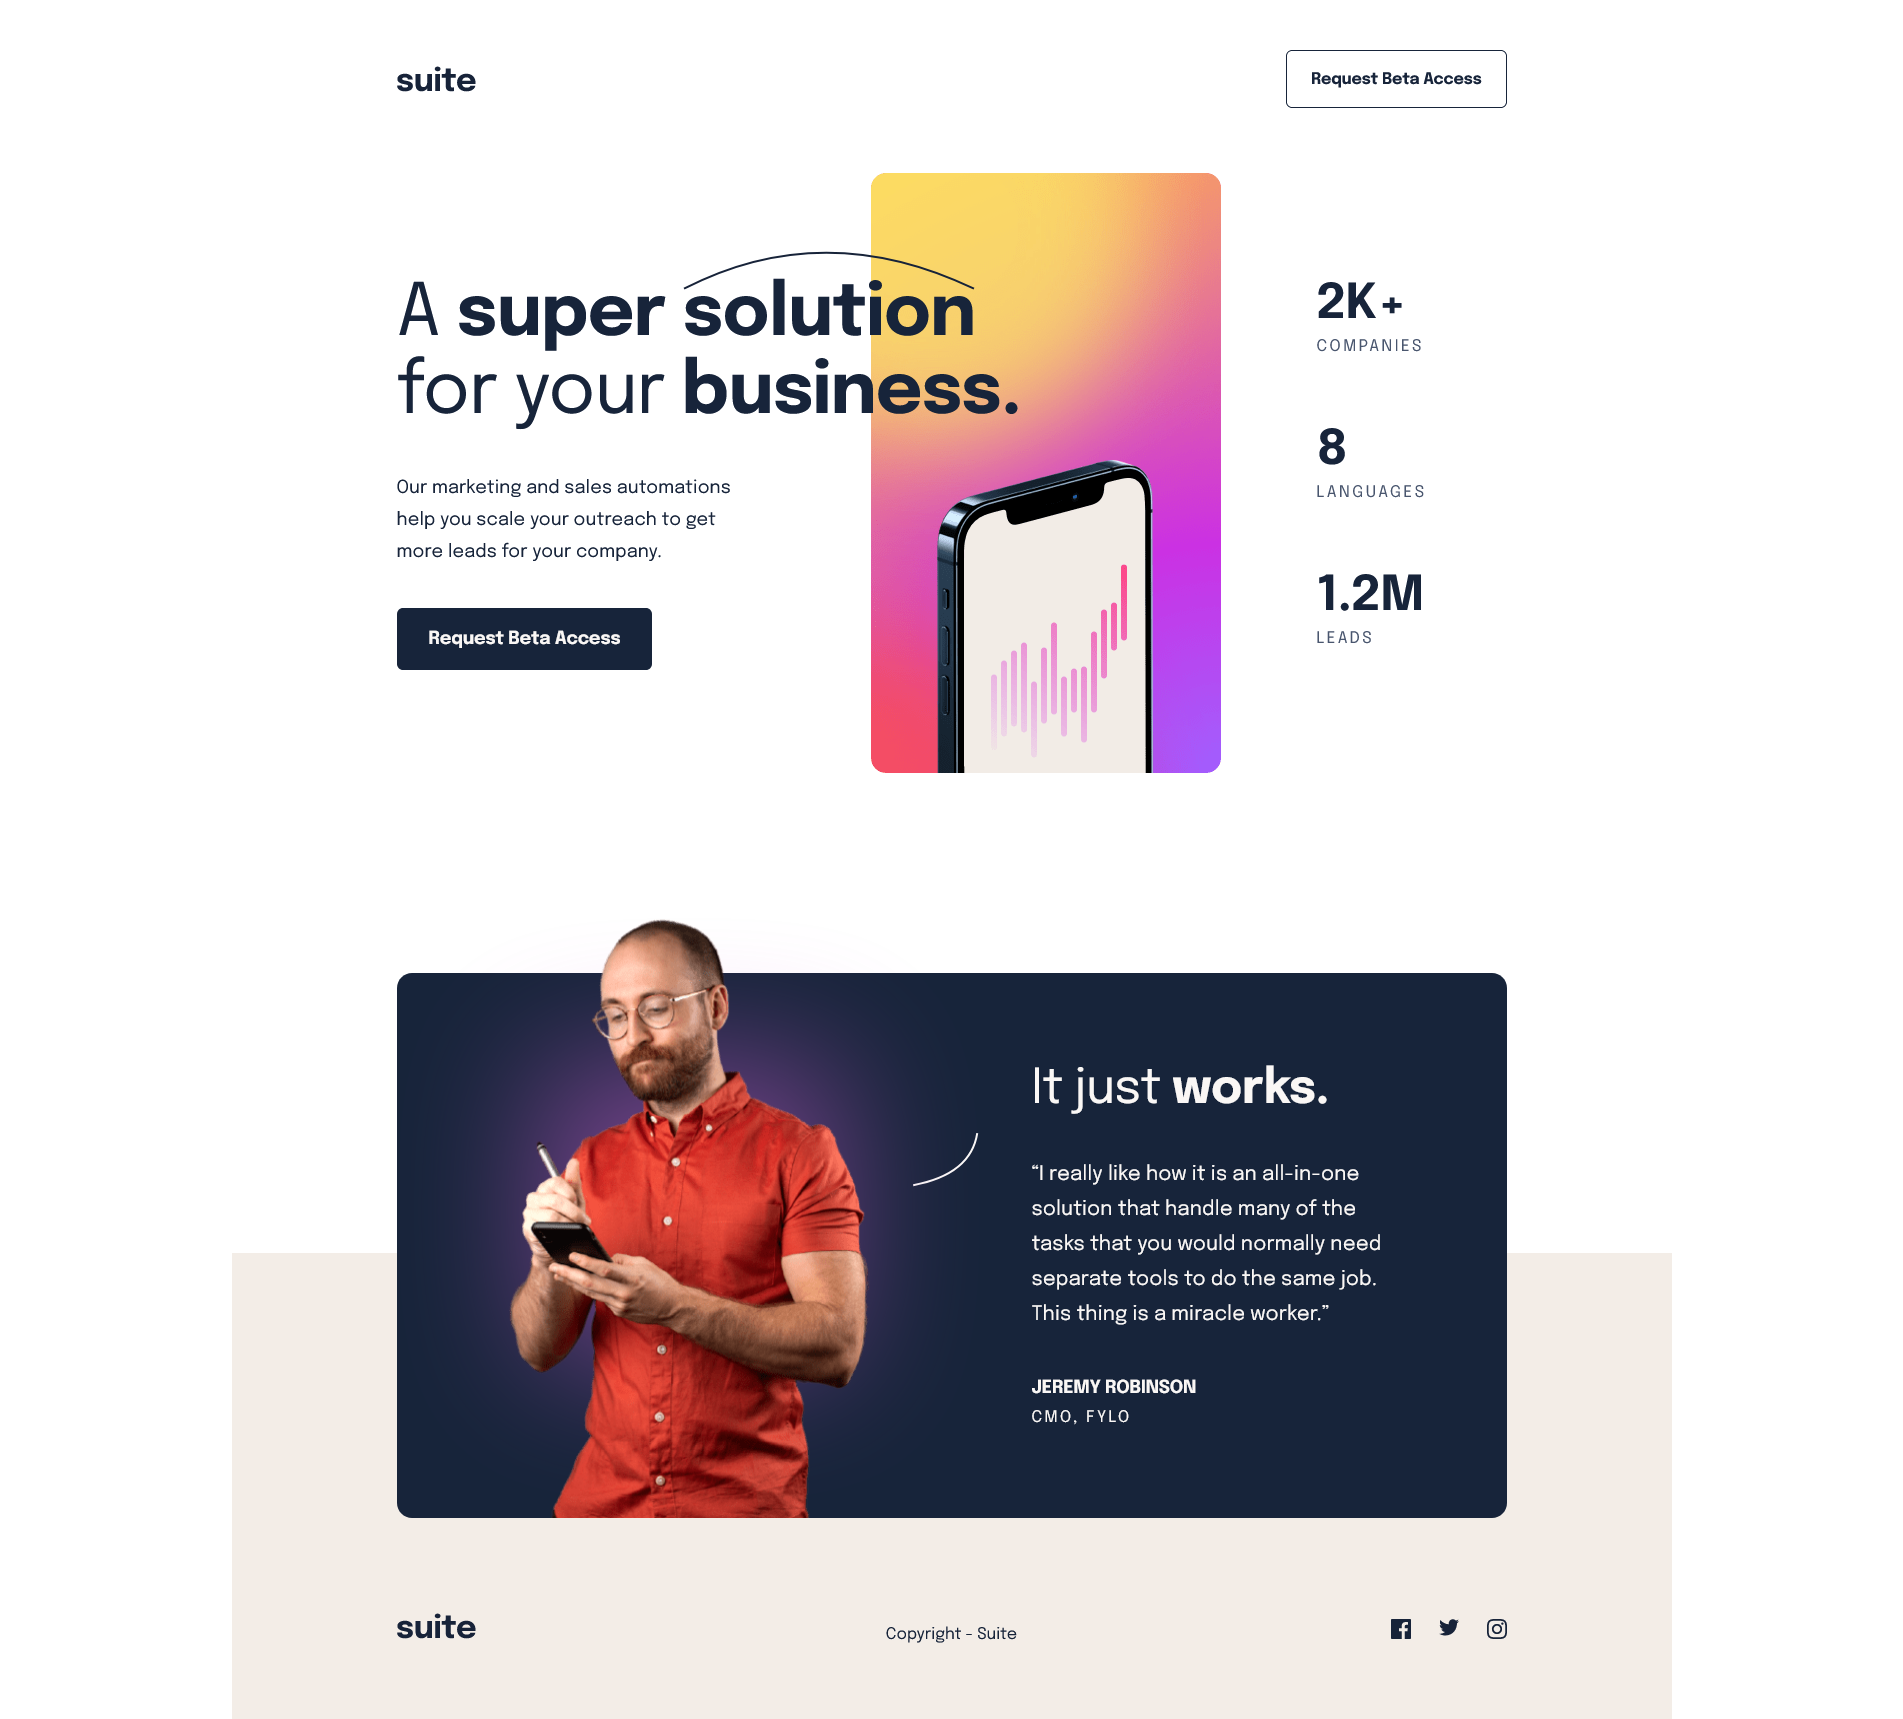 suite
Request Beta Access
A super solution
for your business.
Our marketing and sales automations
help you scale your outreach to get
more leads for your company.
Request Beta Access
2K+
COMPANIES
8
LANGUAGES
1.2M
LEADS
It just works.
“I really like how it is an all-in-one
solution that handle many of the
tasks that you would normally need
separate tools to do the same job.
This thing is a miracle worker.”
JEREMY ROBINSON
CMO, FYLO
suite
Copyright - Suite